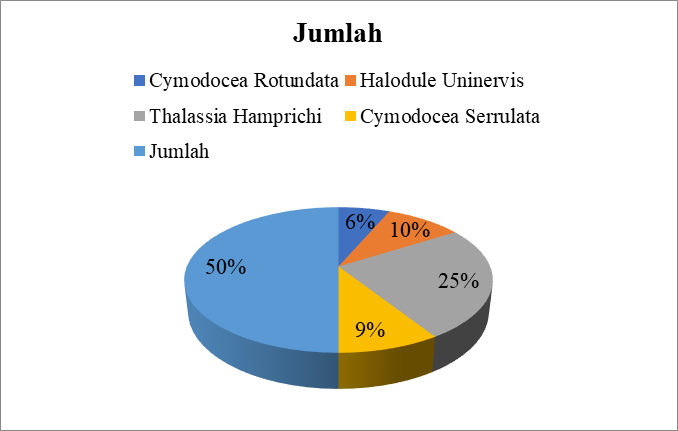 Jumlah
Cymodocea Rotundata Halodule Uninervis
Thalassia Hamprichi Cymodocea Serrulata
Jumlah
6%
10%
50%
25%
9%